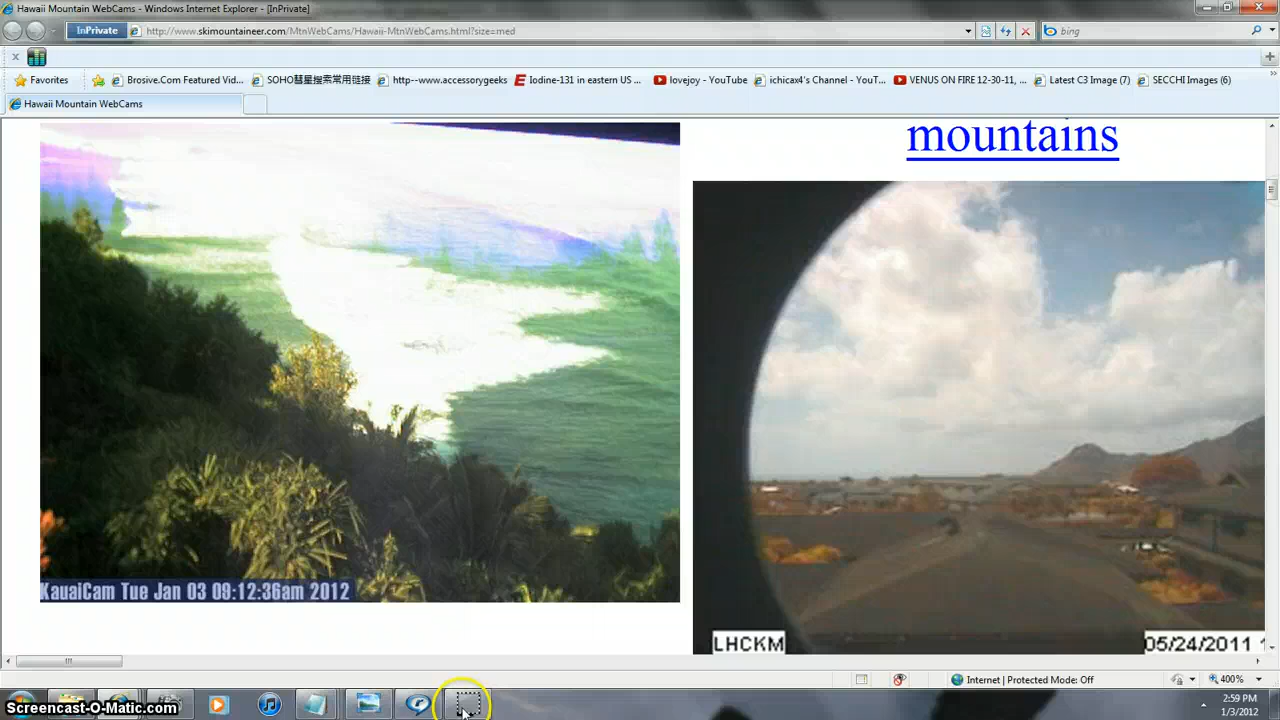 Hawaii Mountain WebCams - Windows Internet Explorer - [InPrivate]
InPrivate
http://www.skimountaineer.com/MtnWebCams/Hawaii-MtnWebCams.html?size=med
bing
Favorites
Brosive.Com Featured Vid...
SOHO彗星搜索常用链接
http--www.accessorygeeks
Iodine-131 in eastern US ...
lovejoy - YouTube
ichicax4's Channel - YouT...
VENUS ON FIRE 12-30-11, ...
Latest C3 Image (7)
SECCHI Images (6)
Hawaii Mountain WebCams
mountains
KauaiCam Tue Jan 03 09:12:36am 2012
LHCKM
05/24/2011 1
Internet | Protected Mode: Off
400%
Screencast-O-Matic.com
2:59 PM
1/3/2012